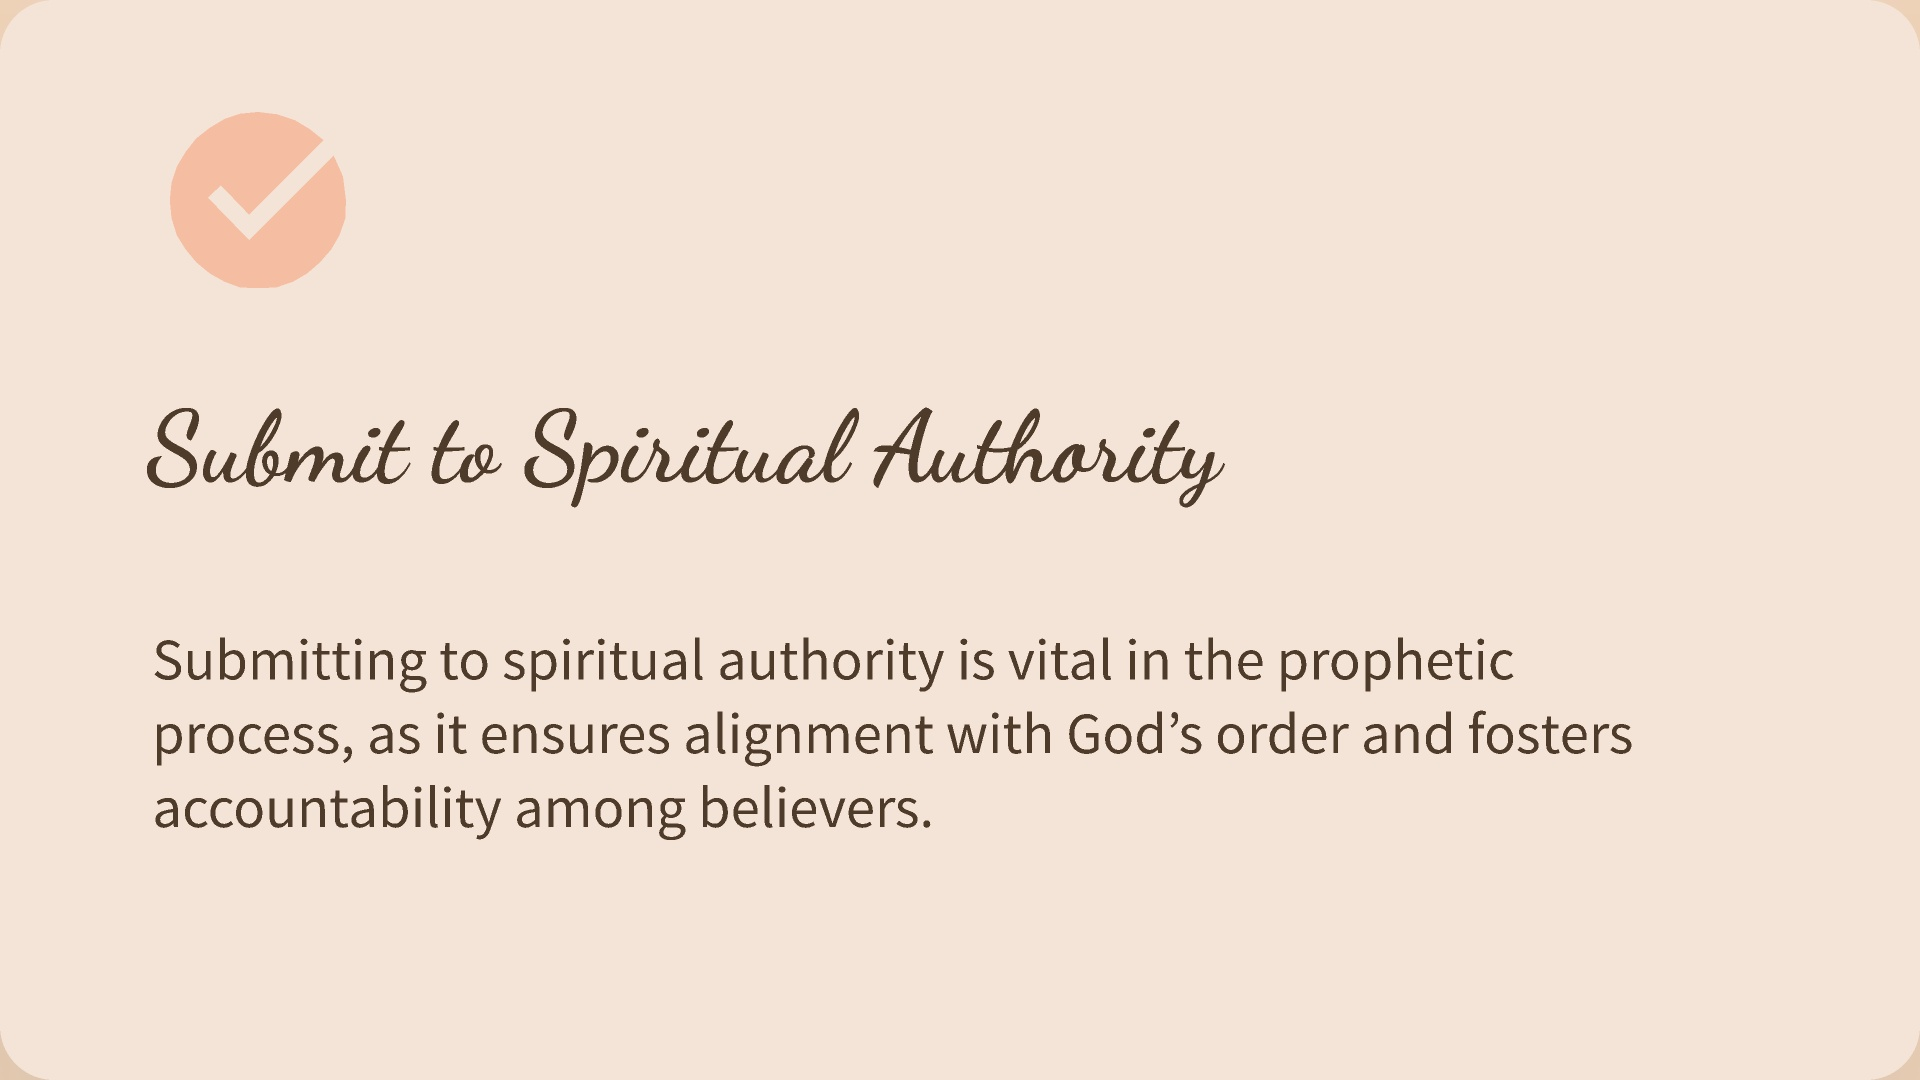 Submit to Spiritual Authority
Submitting to spiritual authority is vital in the prophetic
process, as it ensures alignment with God’s order and fosters
accountability among believers.